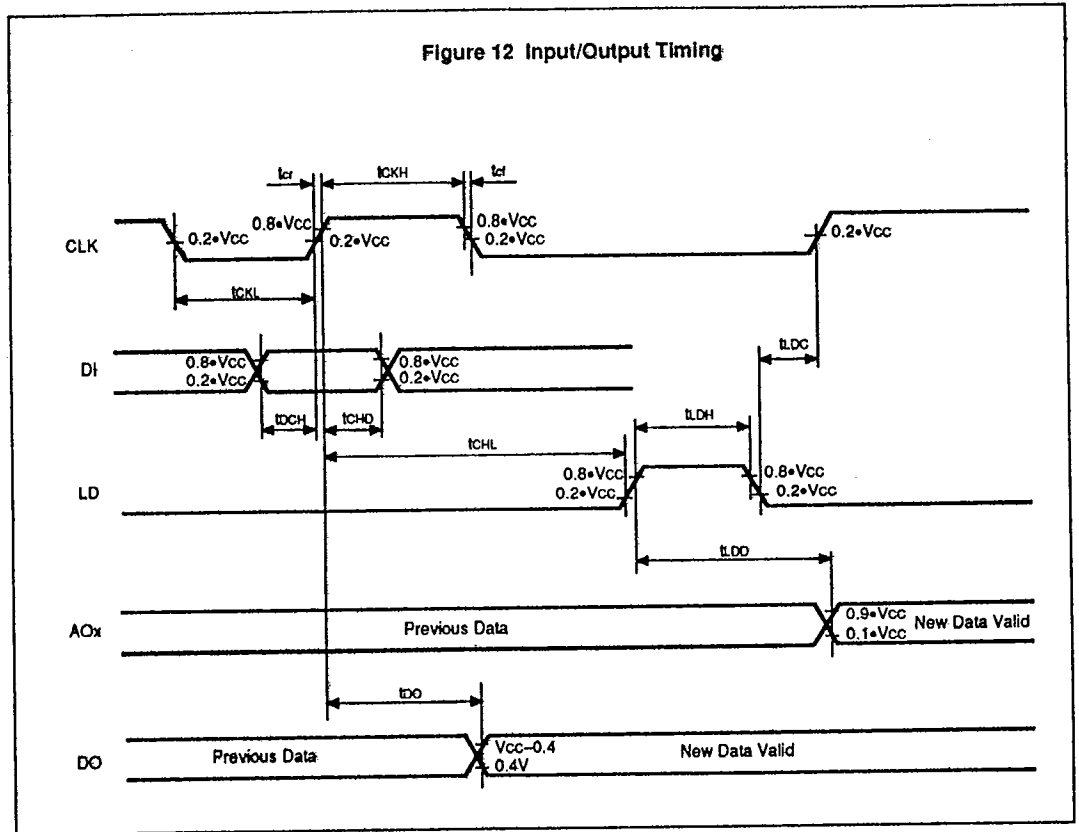 Figure 12 Input/Output Timing
tcr
tCKH
tcf
CLK
0.2•VCC
0.8•VCC
0.2•VCC
0.8•VCC
0.2•VCC
0.2•VCC
tCKL
tLDC
DI
0.8•VCC
0.2•VCC
0.8•VCC
0.2•VCC
tDCH
tCHD
tLDH
tCHL
LD
0.8•VCC
0.2•VCC
0.8•VCC
0.2•VCC
tLDD
AOx
Previous Data
0.9•VCC
0.1•VCC
New Data Valid
tDO
DO
Previous Data
VCC–0.4
0.4V
New Data Valid